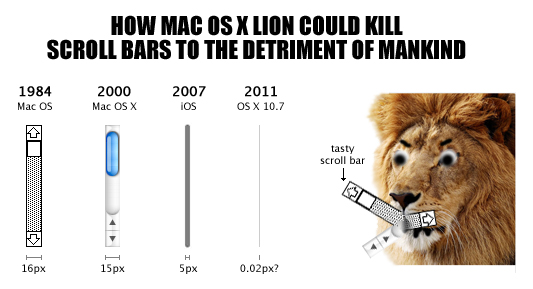 HOW MAC OS X LION COULD KILL
SCROLL BARS TO THE DETRIMENT OF MANKIND
1984
Mac OS
2000
Mac OS X
2007
iOS
2011
OS X 10.7
tasty
scroll bar
16px
15px
5px
0.02px?